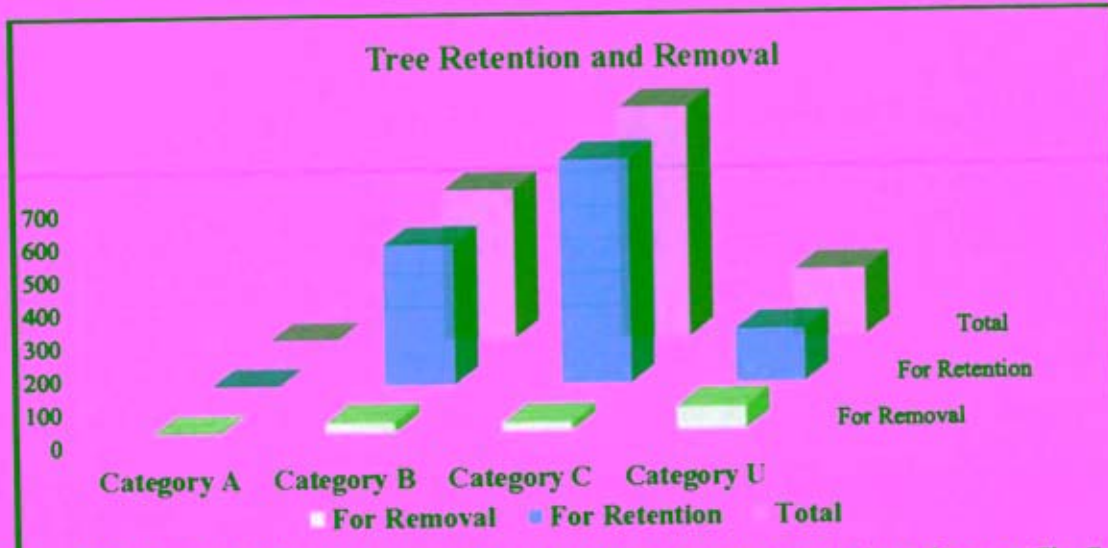 Tree Retention and Removal
700
600
500
400
300
200
100
0
Total
For Retention
For Removal
Category A Category B Category C Category U
For Removal For Retention Total